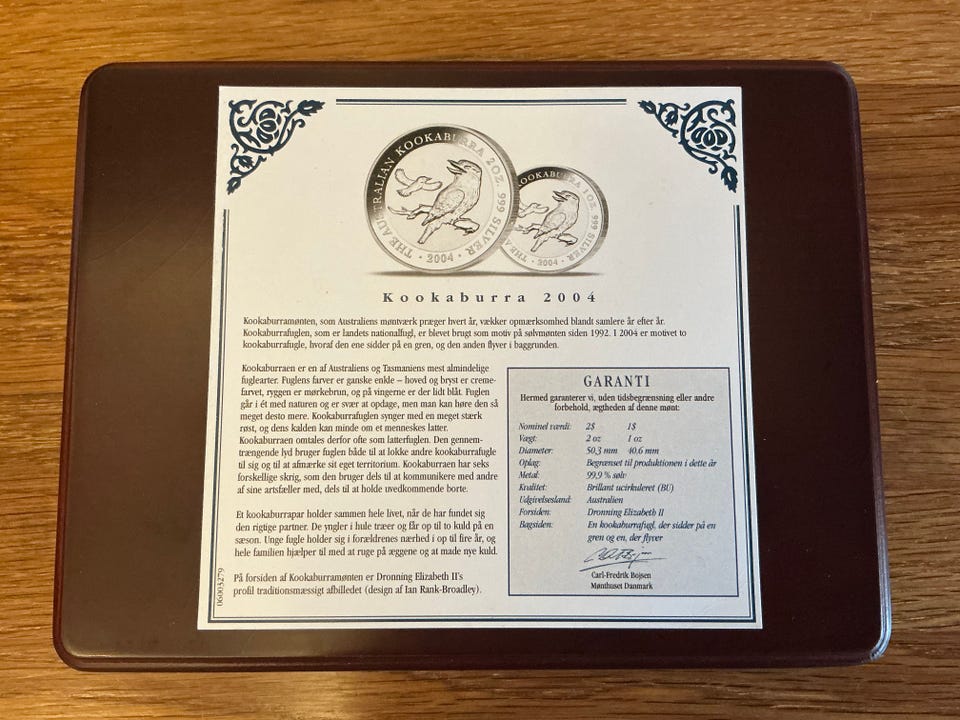 THE AUSTRALIAN KOOKABURRA 2 OZ. 999 SILVER
· 2004 ·
KOOKABURRA 1 OZ. 999 SILVER
THE
· 2004 ·
Kookaburra 2004
Kookaburramønten, som Australiens møntværk præger hvert år, vækker opmærksomhed blandt samlere år efter år.
Kookaburrafuglen, som er landets nationalfugl, er blevet brugt som motiv på sølvmønten siden 1992. I 2004 er motivet to
kookaburrafugle, hvoraf den ene sidder på en gren, og den anden flyver i baggrunden.
Kookaburraen er en af Australiens og Tasmaniens mest almindelige
fuglearter. Fuglens farver er ganske enkle – hoved og bryst er creme-
farvet, ryggen er mørkebrun, og på vingerne er der lidt blåt. Fuglen
går i ét med naturen og er svær at opdage, men man kan høre den så
meget desto mere. Kookaburrafuglen synger med en meget stærk
røst, og dens kalden kan minde om et menneskes latter.
Kookaburraen omtales derfor ofte som latterfuglen. Den gennem-
trængende lyd bruger fuglen både til at lokke andre kookaburrafugle
til sig og til at afmærke sit eget territorium. Kookaburraen har seks
forskellige skrig, som den bruger dels til at kommunikere med andre
af sine artsfæller med, dels til at holde uvedkommende borte.
Et kookaburrapar holder sammen hele livet, når de har fundet sig
den rigtige partner. De yngler i hule træer og får op til to kuld på en
sæson. Unge fugle holder sig i forældrenes nærhed i op til fire år, og
hele familien hjælper til med at ruge på æggene og at made nye kuld.
På forsiden af Kookaburramønten er Dronning Elizabeth II's
profil traditionsmæssigt afbilledet (design af Ian Rank-Broadley).
06003279
GARANTI
Hermed garanterer vi, uden tidsbegrænsning eller andre
forbehold, ægtheden af denne mønt:
Nominel værdi: 2$ 1$
Vægt: 2 oz 1 oz
Diameter: 50,3 mm 40,6 mm
Oplag: Begrænset til produktionen i dette år
Metal: 99,9 % sølv
Kvalitet: Brillant ucirkuleret (BU)
Udgivelsesland: Australien
Forsiden: Dronning Elizabeth II
Bagsiden: En kookaburrafugl, der sidder på en
gren og en, der flyver
Carl-Fredrik Bojsen
Mønthuset Danmark